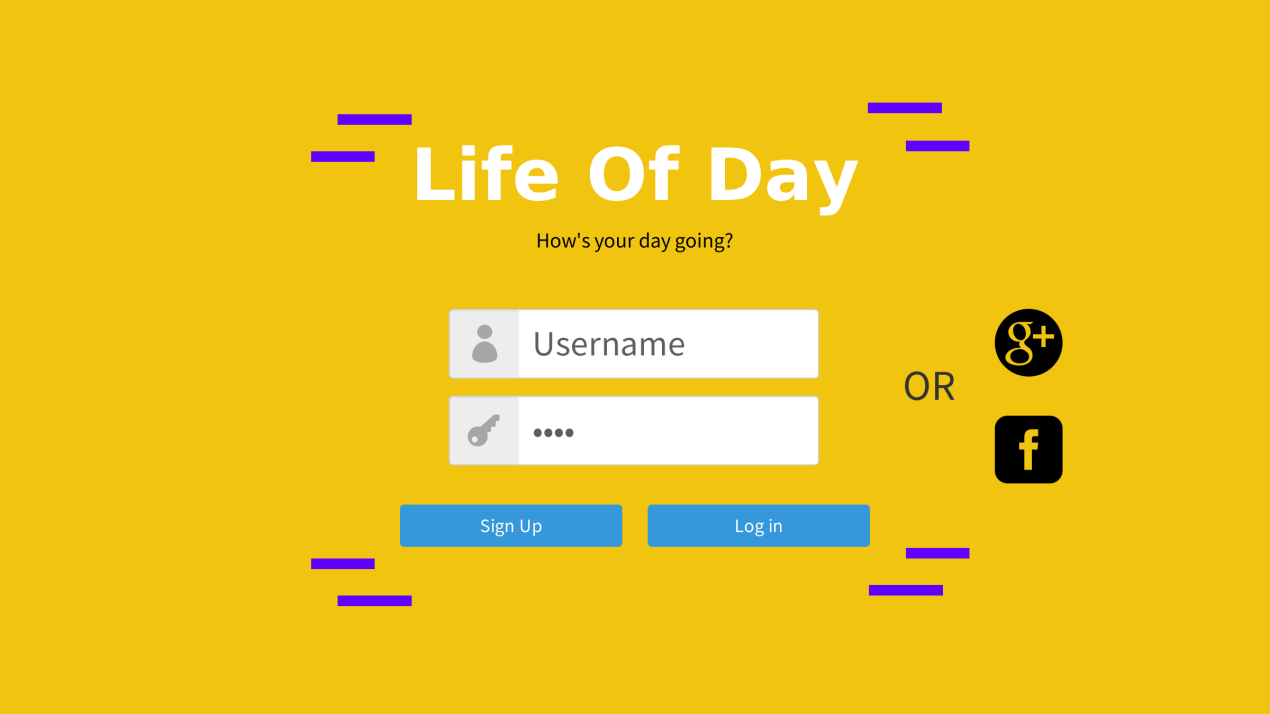 Life Of Day
How's your day going?
Username
••••
OR
g+
f
Sign Up
Log in